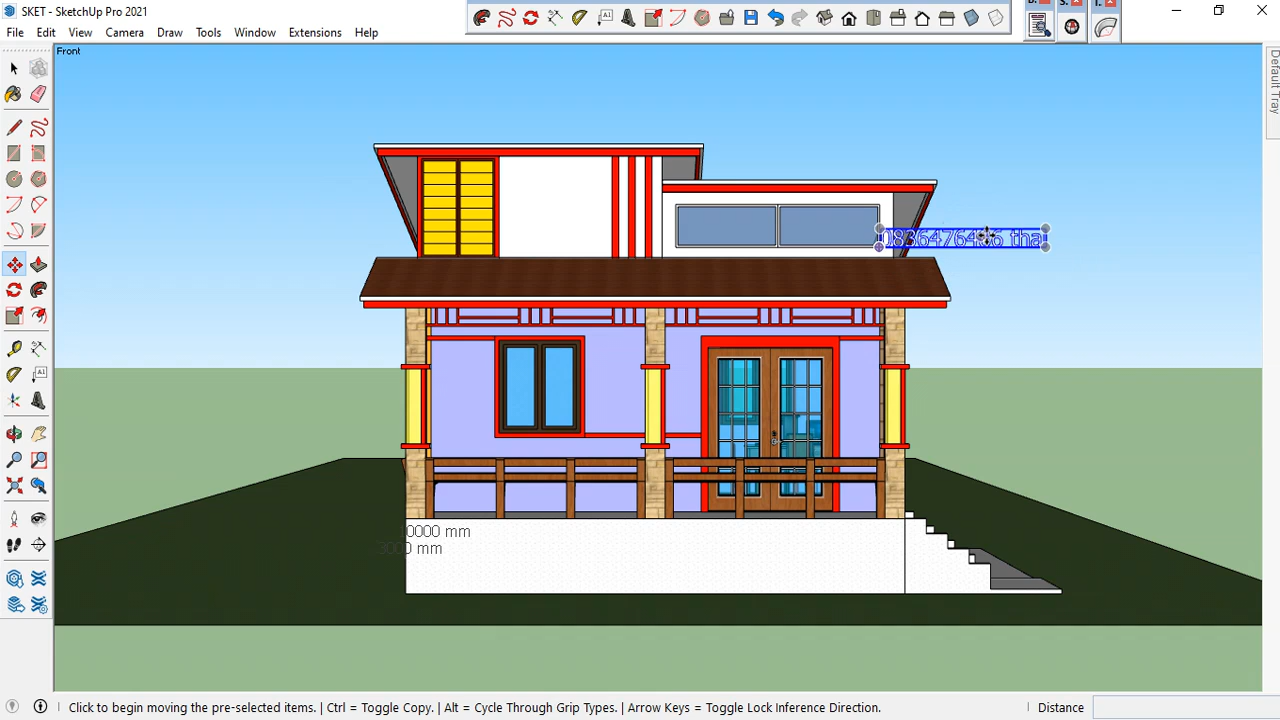 SKET - SketchUp Pro 2021
File Edit View Camera Draw Tools Window Extensions Help
Front
Default Tray
tha
0000 mm
3000 mm
Click to begin moving the pre-selected items. | Ctrl = Toggle Copy. | Alt = Cycle Through Grip Types. | Arrow Keys = Toggle Lock Inference Direction.
Distance